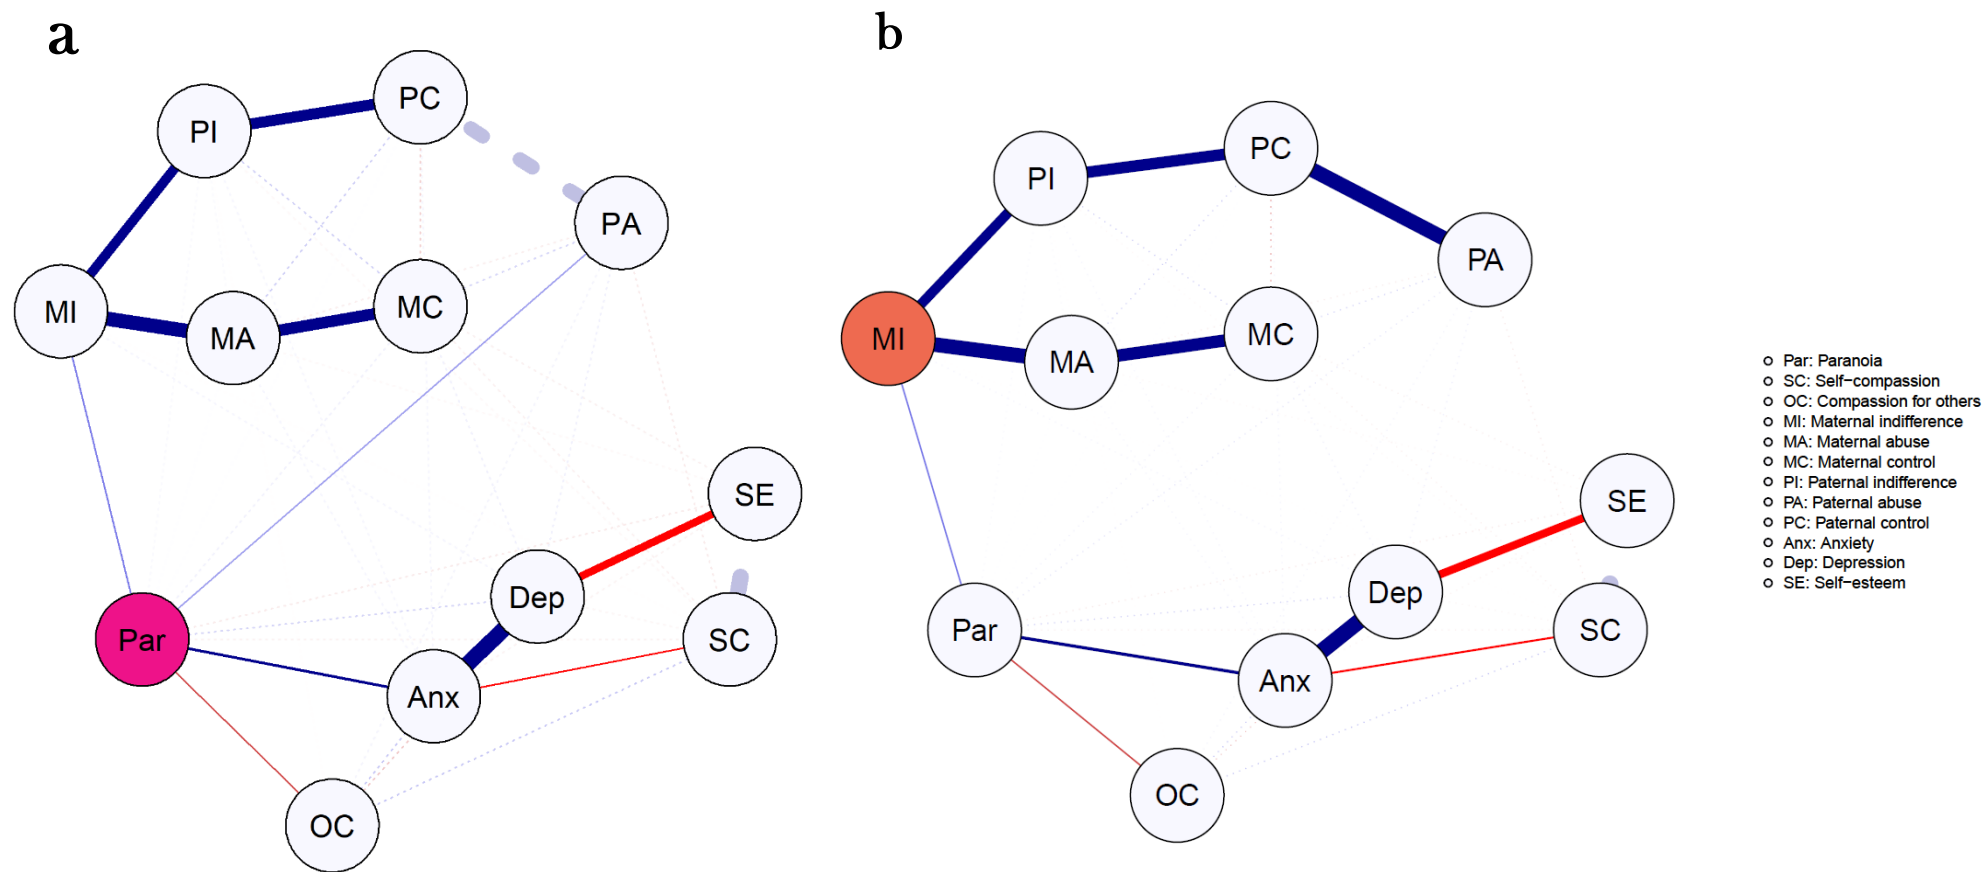 a
PC
PI
PA
MI
MA
MC
SE
Dep
SC
Par
Anx
OC
b
PC
PI
PA
MI
MA
MC
SE
Dep
SC
Par
Anx
OC
Par: Paranoia
SC: Self−compassion
OC: Compassion for others
MI: Maternal indifference
MA: Maternal abuse
MC: Maternal control
PI: Paternal indifference
PA: Paternal abuse
PC: Paternal control
Anx: Anxiety
Dep: Depression
SE: Self−esteem